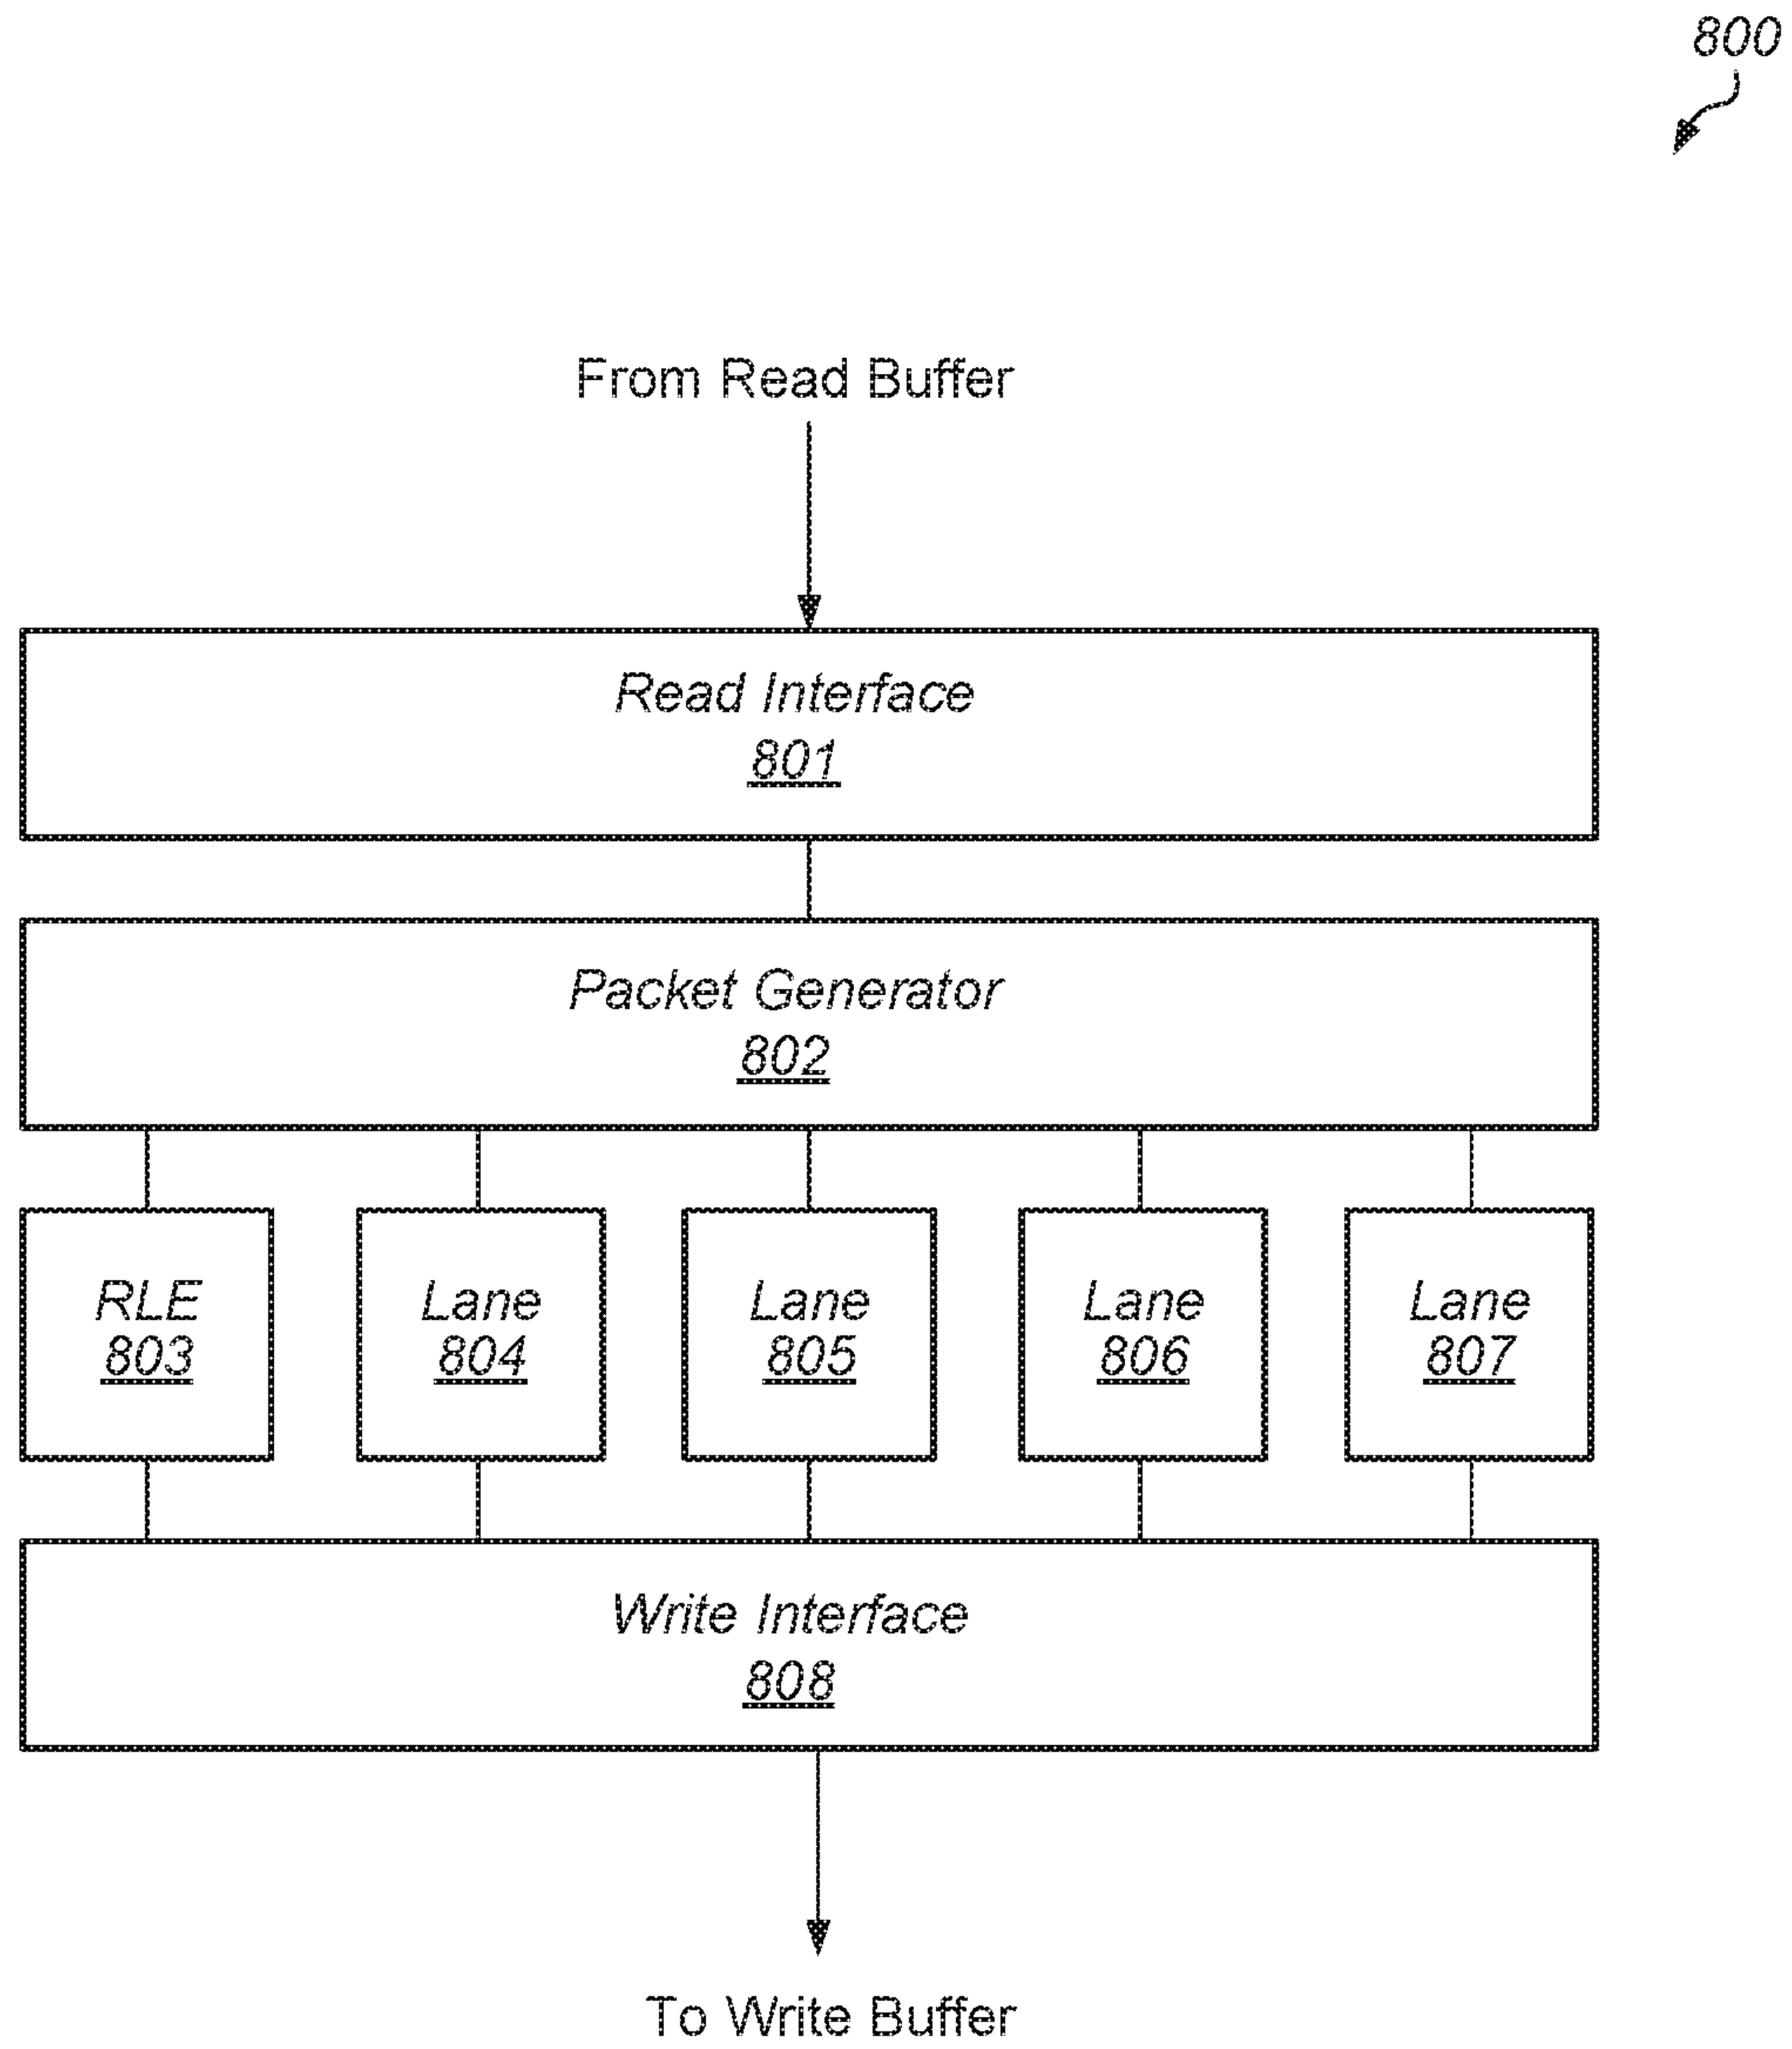 800
From Read Buffer
Read Interface
801
Packet Generator
802
RLE
803
Lane
804
Lane
805
Lane
806
Lane
807
Write Interface
808
To Write Buffer